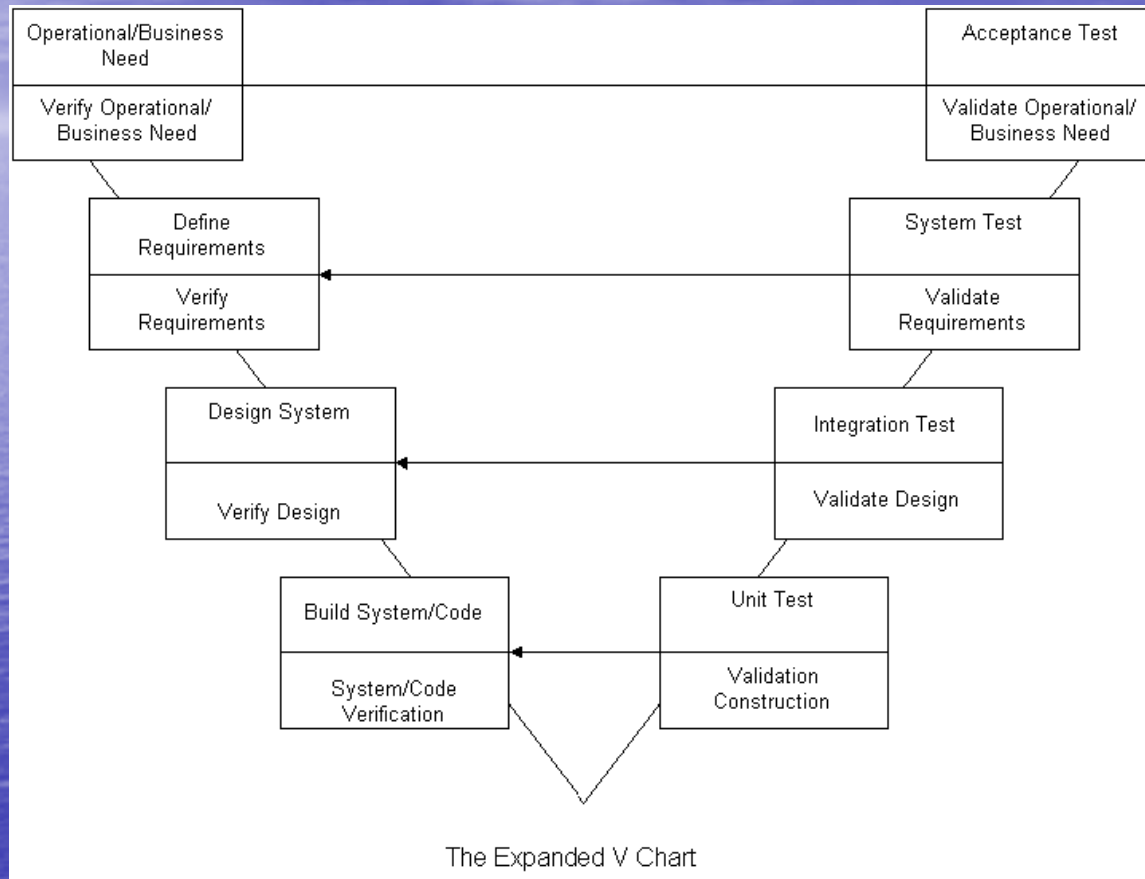 Operational/Business
Need
Verify Operational/
Business Need
Acceptance Test
Validate Operational/
Business Need
Define
Requirements
Verify
Requirements
System Test
Validate
Requirements
Design System
Verify Design
Integration Test
Validate Design
Build System/Code
System/Code
Verification
Unit Test
Validation
Construction
The Expanded V Chart